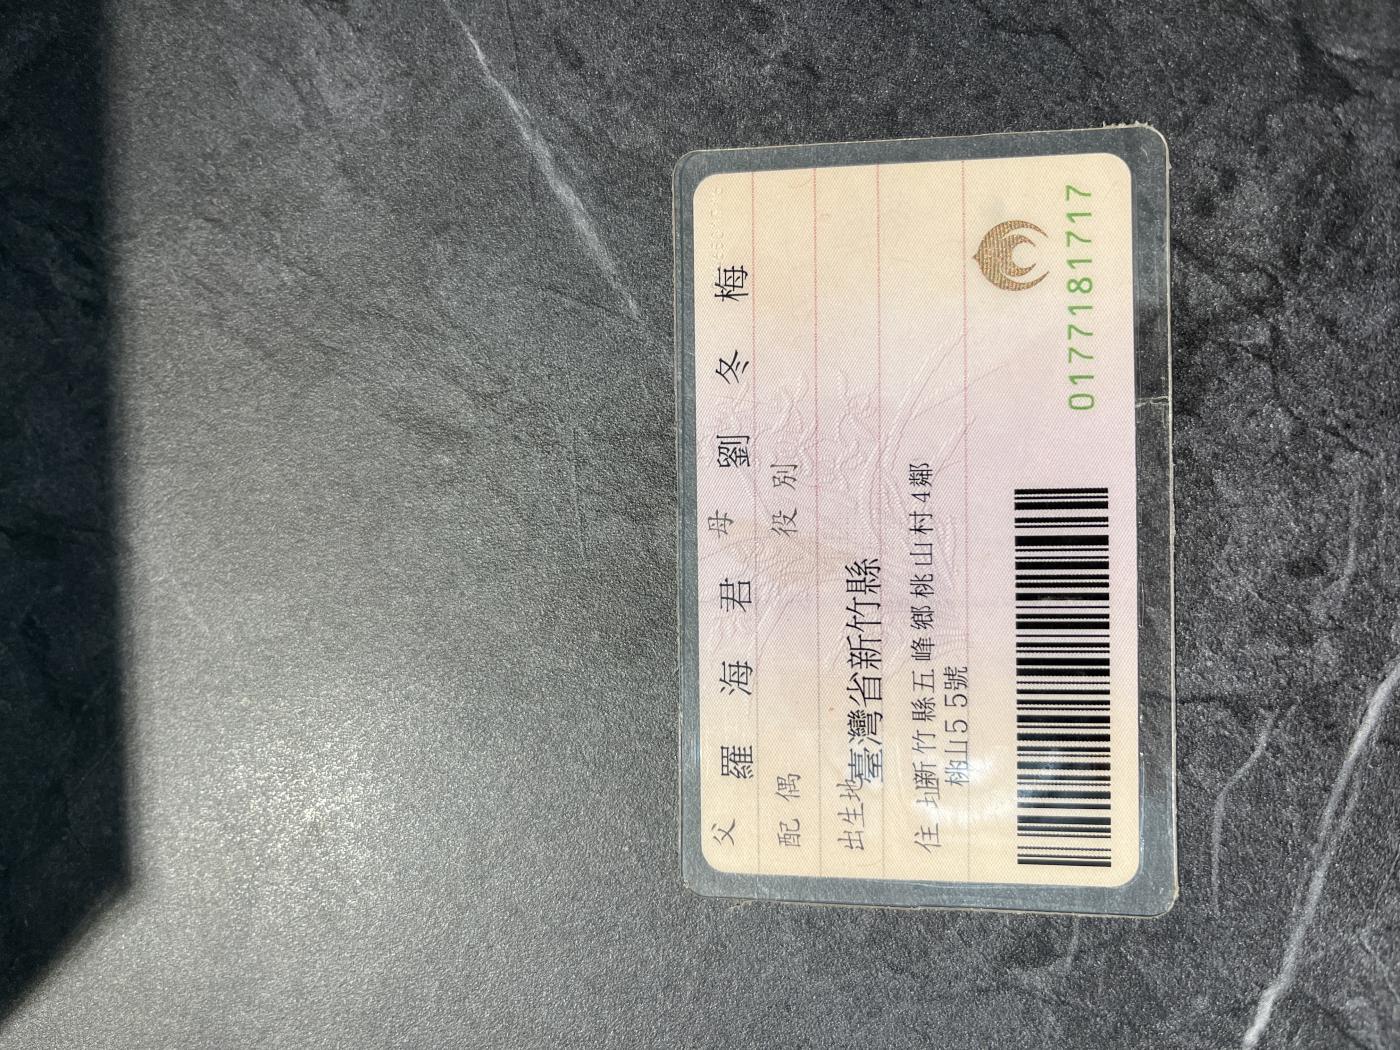 父 羅海君 母 劉冬梅
配偶 役別
出生地臺灣省新竹縣
住址新竹縣五峰鄉桃山村4鄰
桃山55號
0177181717